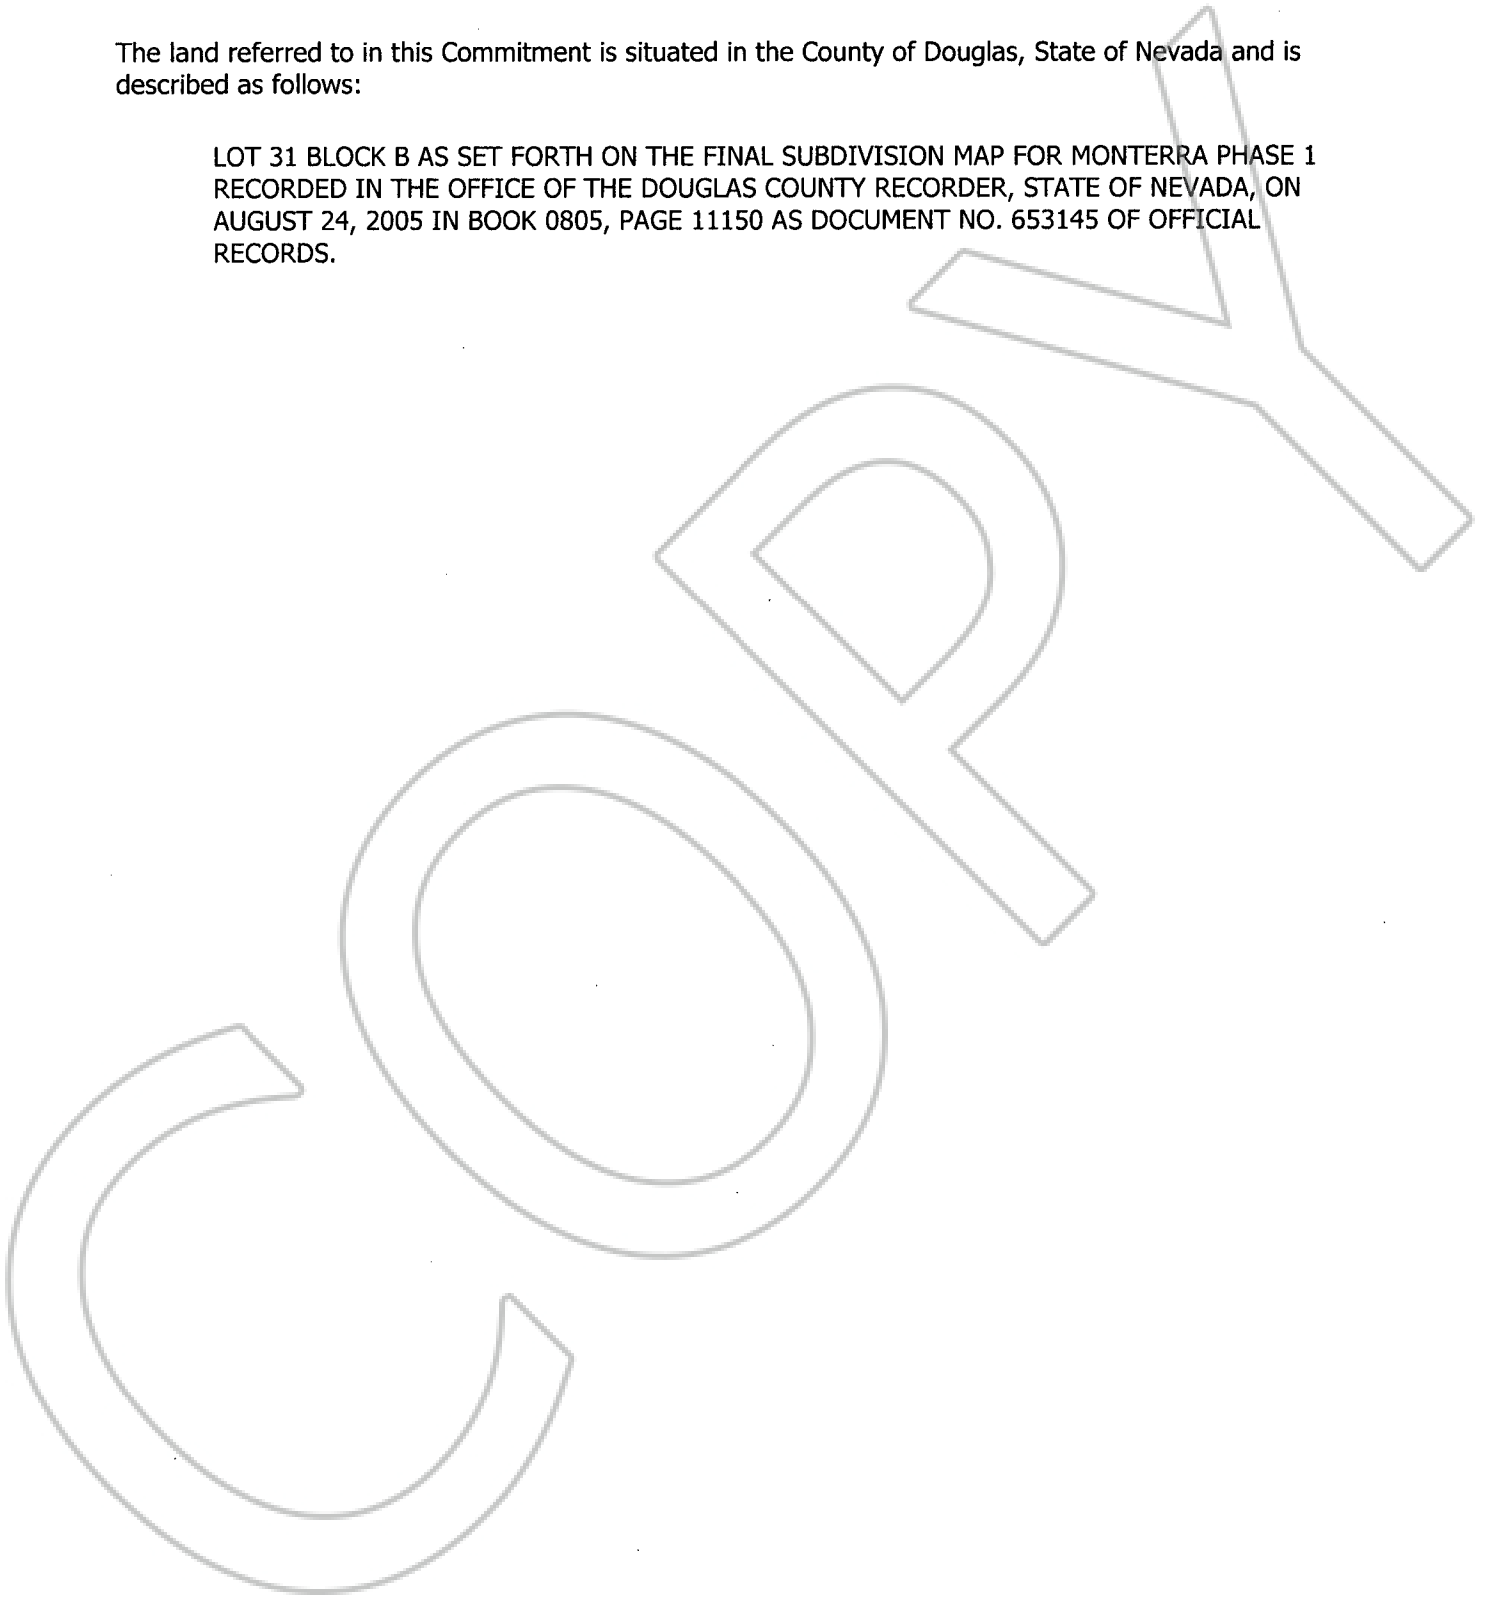 The land referred to in this Commitment is situated in the County of Douglas, State of Nevada and is
described as follows:
LOT 31 BLOCK B AS SET FORTH ON THE FINAL SUBDIVISION MAP FOR MONTERRA PHASE 1
RECORDED IN THE OFFICE OF THE DOUGLAS COUNTY RECORDER, STATE OF NEVADA, ON
AUGUST 24, 2005 IN BOOK 0805, PAGE 11150 AS DOCUMENT NO. 653145 OF OFFICIAL
RECORDS.
COPY